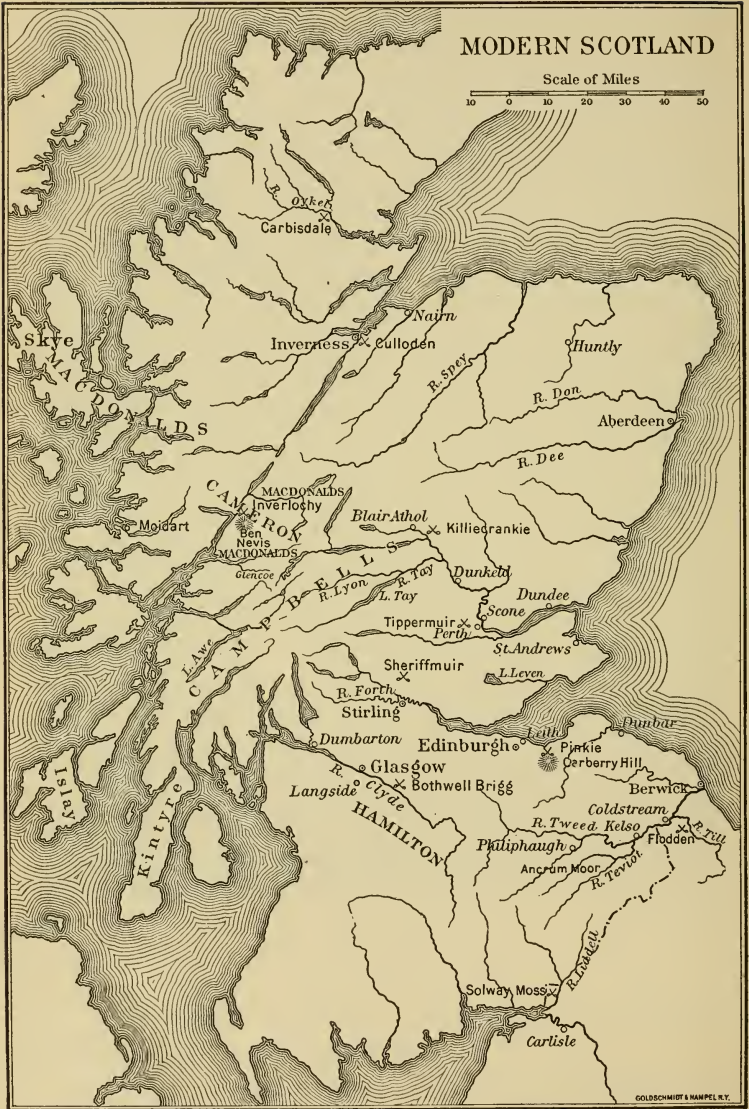 MODERN SCOTLAND
Scale of Miles
10 0 10 20 30 40 50
R. Oykel
Carbisdale
Nairn
Inverness
Culloden
Skye
MACDONALDS
Huntly
R. Spey
R. Don
Aberdeen
R. Dee
CAMERON
MACDONALDS
Inverlochy
Moidart
Ben
Nevis
MACDONALDS
Glencoe
Blair Athol
Killiecrankie
CAMPBELLS
R. Lyon
R. Tay
L. Tay
Dunkeld
Dundee
Scone
Tippermuir
Perth
St. Andrews
L. Awe
Sheriffmuir
L. Leven
R. Forth
Stirling
Dumbarton
Edinburgh
Leith
Dunbar
Pinkie
Carberry Hill
Glasgow
Langside
R. Clyde
Bothwell Brigg
HAMILTON
Berwick
Coldstream
R. Tweed
Kelso
R. Till
Flodden
Philiphaugh
Ancrum Moor
R. Teviot
Islay
Kintyre
R. Liddell
Solway Moss
Carlisle
GOLDSCHMIDT & HAMPEL N.Y.